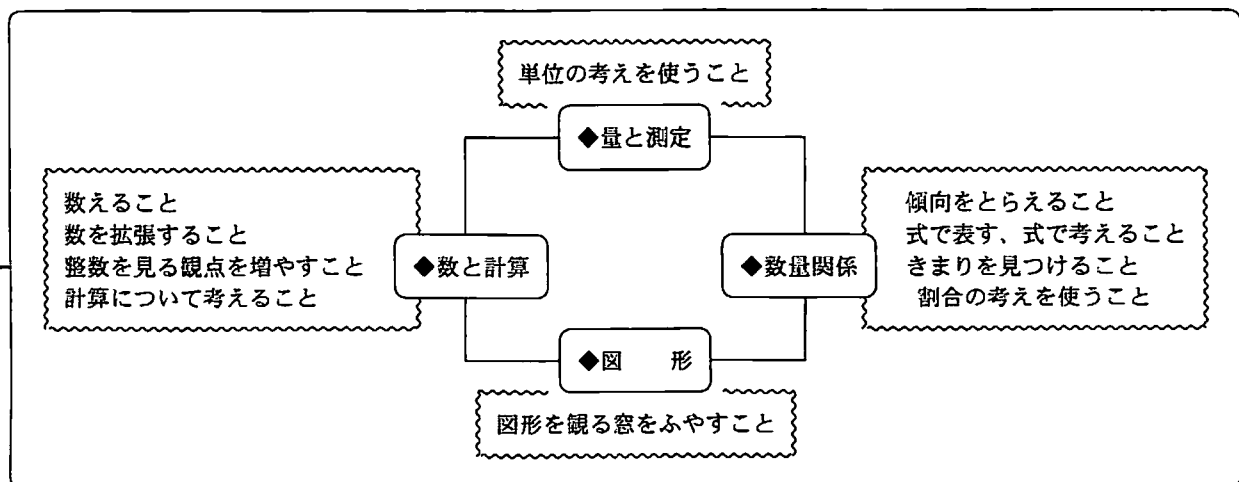 単位の考えを使うこと
◆量と測定
数えること
数を拡張すること
整数を見る観点を増やすこと
計算について考えること
◆数と計算
◆数量関係
傾向をとらえること
式で表す、式で考えること
きまりを見つけること
割合の考えを使うこと
◆図　形
図形を観る窓をふやすこと